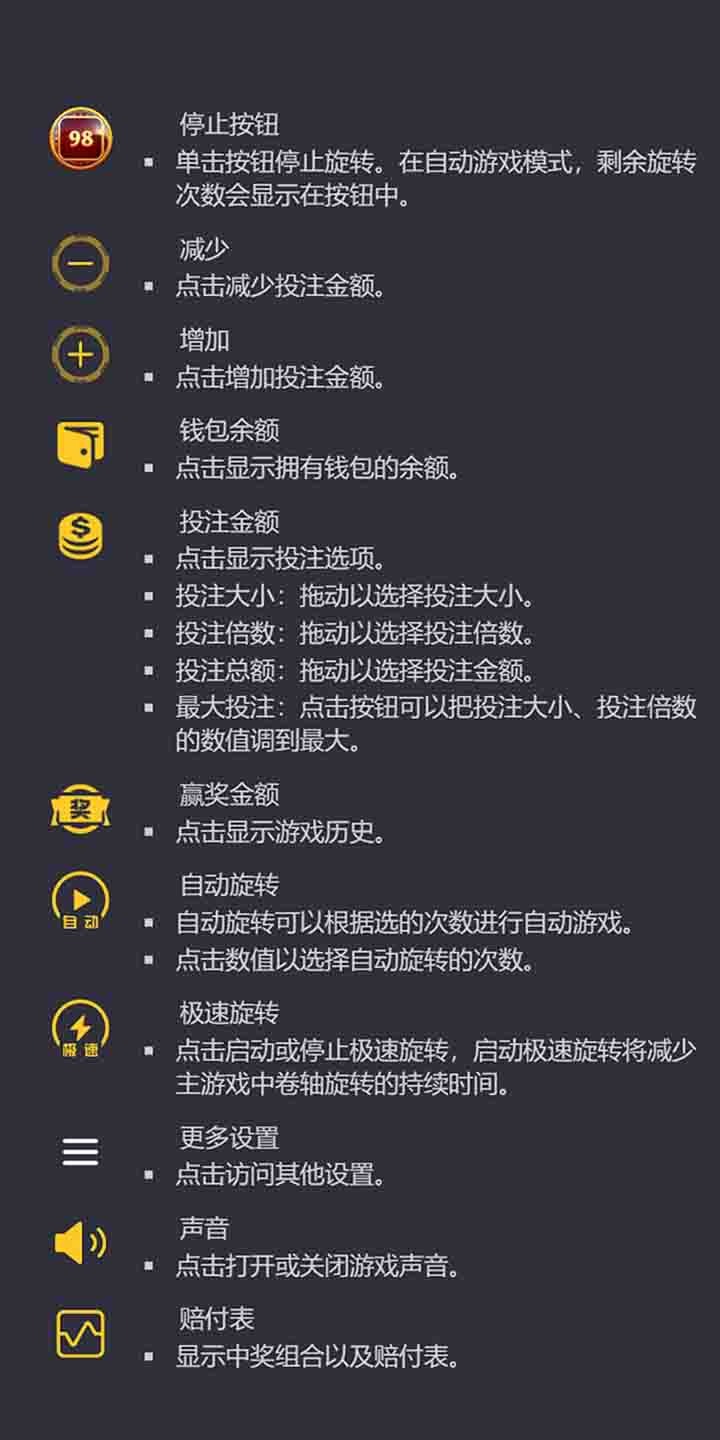 98
停止按钮
▪ 单击按钮停止旋转。在自动游戏模式，剩余旋转
次数会显示在按钮中。
减少
▪ 点击减少投注金额。
增加
▪ 点击增加投注金额。
钱包余额
▪ 点击显示拥有钱包的余额。
$
投注金额
▪ 点击显示投注选项。
▪ 投注大小：拖动以选择投注大小。
▪ 投注倍数：拖动以选择投注倍数。
▪ 投注总额：拖动以选择投注金额。
▪ 最大投注：点击按钮可以把投注大小、投注倍数
的数值调到最大。
奖
赢奖金额
▪ 点击显示游戏历史。
自动
自动旋转
▪ 自动旋转可以根据选的次数进行自动游戏。
▪ 点击数值以选择自动旋转的次数。
极速
极速旋转
▪ 点击启动或停止极速旋转，启动极速旋转将减少
主游戏中卷轴旋转的持续时间。
更多设置
▪ 点击访问其他设置。
声音
▪ 点击打开或关闭游戏声音。
赔付表
▪ 显示中奖组合以及赔付表。